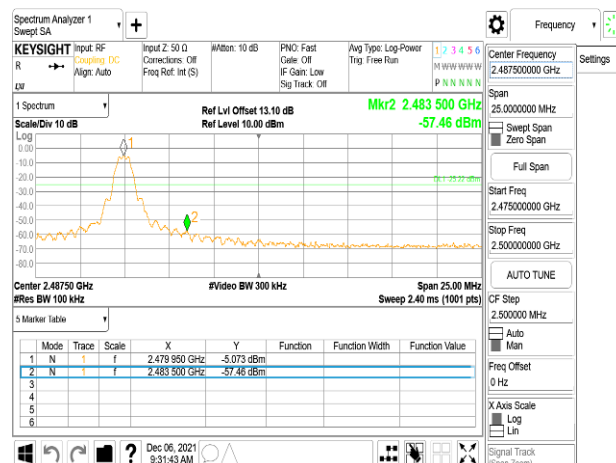 Spectrum Analyzer 1
Swept SA
Frequency
KEYSIGHT
R
Input: RF
Coupling: DC
Align: Auto
Input Z: 50 Ω
Corrections: Off
Freq Ref: Int (S)
#Atten: 10 dB
PNO: Fast
Gate: Off
IF Gain: Low
Sig Track: Off
Avg Type: Log-Power
Trig: Free Run
1 2 3 4 5 6
M W W W W W
P N N N N N
Center Frequency
2.487500000 GHz
Settings
Span
25.0000000 MHz
Swept Span
Zero Span
Full Span
Start Freq
2.475000000 GHz
Stop Freq
2.500000000 GHz
AUTO TUNE
CF Step
2.500000 MHz
Auto
Man
Freq Offset
0 Hz
X Axis Scale
Log
Lin
Signal Track
(Span Zoom)
1 Spectrum
Scale/Div 10 dB
Ref Lvl Offset 13.10 dB
Ref Level 10.00 dBm
Mkr2 2.483 500 GHz
-57.46 dBm
Log
0.00
-10.0
-20.0
-30.0
-40.0
-50.0
-60.0
-70.0
-80.0
1
2
Center 2.48750 GHz
#Res BW 100 kHz
#Video BW 300 kHz
Span 25.00 MHz
Sweep 2.40 ms (1001 pts)
5 Marker Table
Mode Trace Scale X Y Function Function Width Function Value
1 N 1 f 2.479 950 GHz -5.073 dBm
2 N 1 f 2.483 500 GHz -57.46 dBm
3
4
5
6
?
Dec 06, 2021
9:31:43 AM